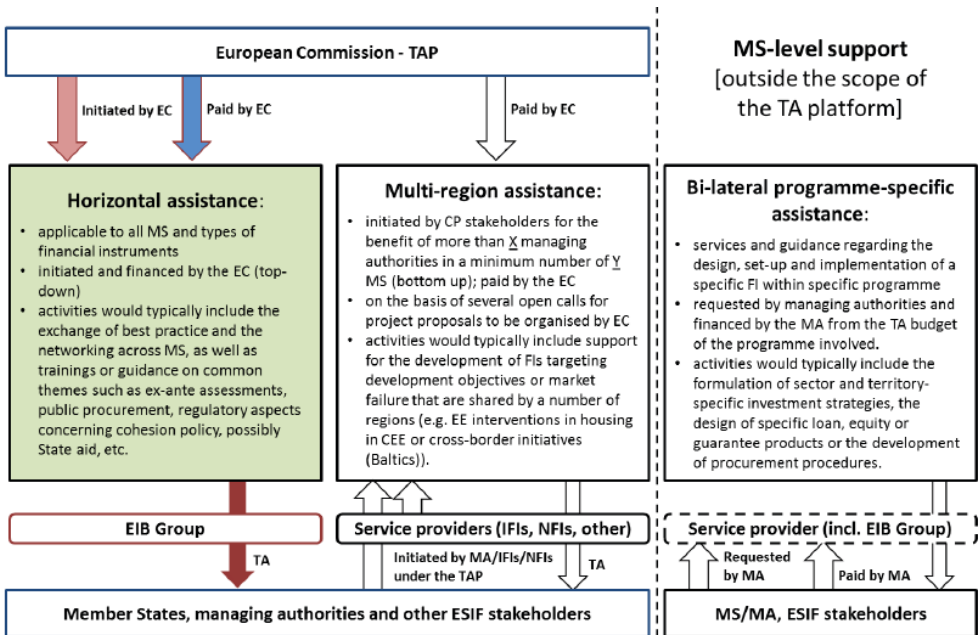 European Commission - TAP
MS-level support
[outside the scope of
the TA platform]
Initiated by EC
Paid by EC
Paid by EC
Horizontal assistance:
• applicable to all MS and types of
financial instruments
• initiated and financed by the EC (top-
down)
• activities would typically include the
exchange of best practice and the
networking across MS, as well as
trainings or guidance on common
themes such as ex-ante assessments,
public procurement, regulatory aspects
concerning cohesion policy, possibly
State aid, etc.
Multi-region assistance:
• initiated by CP stakeholders for the
benefit of more than X managing
authorities in a minimum number of Y
MS (bottom up); paid by the EC
• on the basis of several open calls for
project proposals to be organised by EC
• activities would typically include support
for the development of FIs targeting
development objectives or market
failure that are shared by a number of
regions (e.g. EE interventions in housing
in CEE or cross-border initiatives
(Baltics)).
Bi-lateral programme-specific
assistance:
• services and guidance regarding the
design, set-up and implementation of a
specific FI within specific programme
• requested by managing authorities and
financed by the MA from the TA budget
of the programme involved.
• activities would typically include the
formulation of sector and territory-
specific investment strategies, the
design of specific loan, equity or
guarantee products or the development
of procurement procedures.
EIB Group
Service providers (IFIs, NFIs, other)
Service provider (incl. EIB Group)
TA
Initiated by MA/IFIs/NFIs
under the TAP
TA
Requested
by MA
Paid by MA
Member States, managing authorities and other ESIF stakeholders
MS/MA, ESIF stakeholders